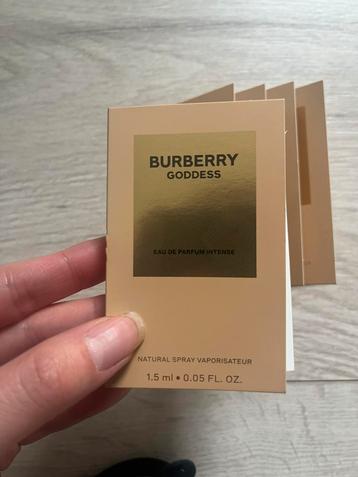 BURBERRY
GODDESS
EAU DE PARFUM INTENSE
NATURAL SPRAY VAPORISATEUR
1.5 ml • 0.05 FL. OZ.